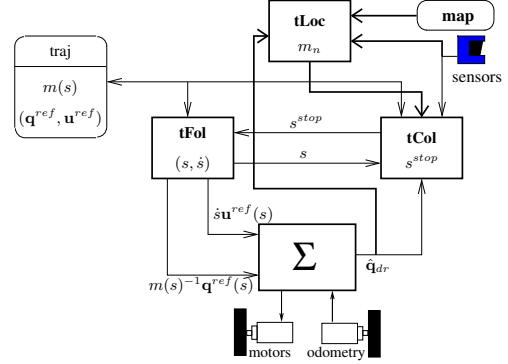 tLoc
m_n
map
sensors
traj
m(s)
(q^{ref}, u^{ref})
tFol
(s, ṡ)
s^{stop}
s
tCol
s^{stop}
ṡu^{ref}(s)
m(s)^{-1}q^{ref}(s)
Σ
q̂_{dr}
motors
odometry